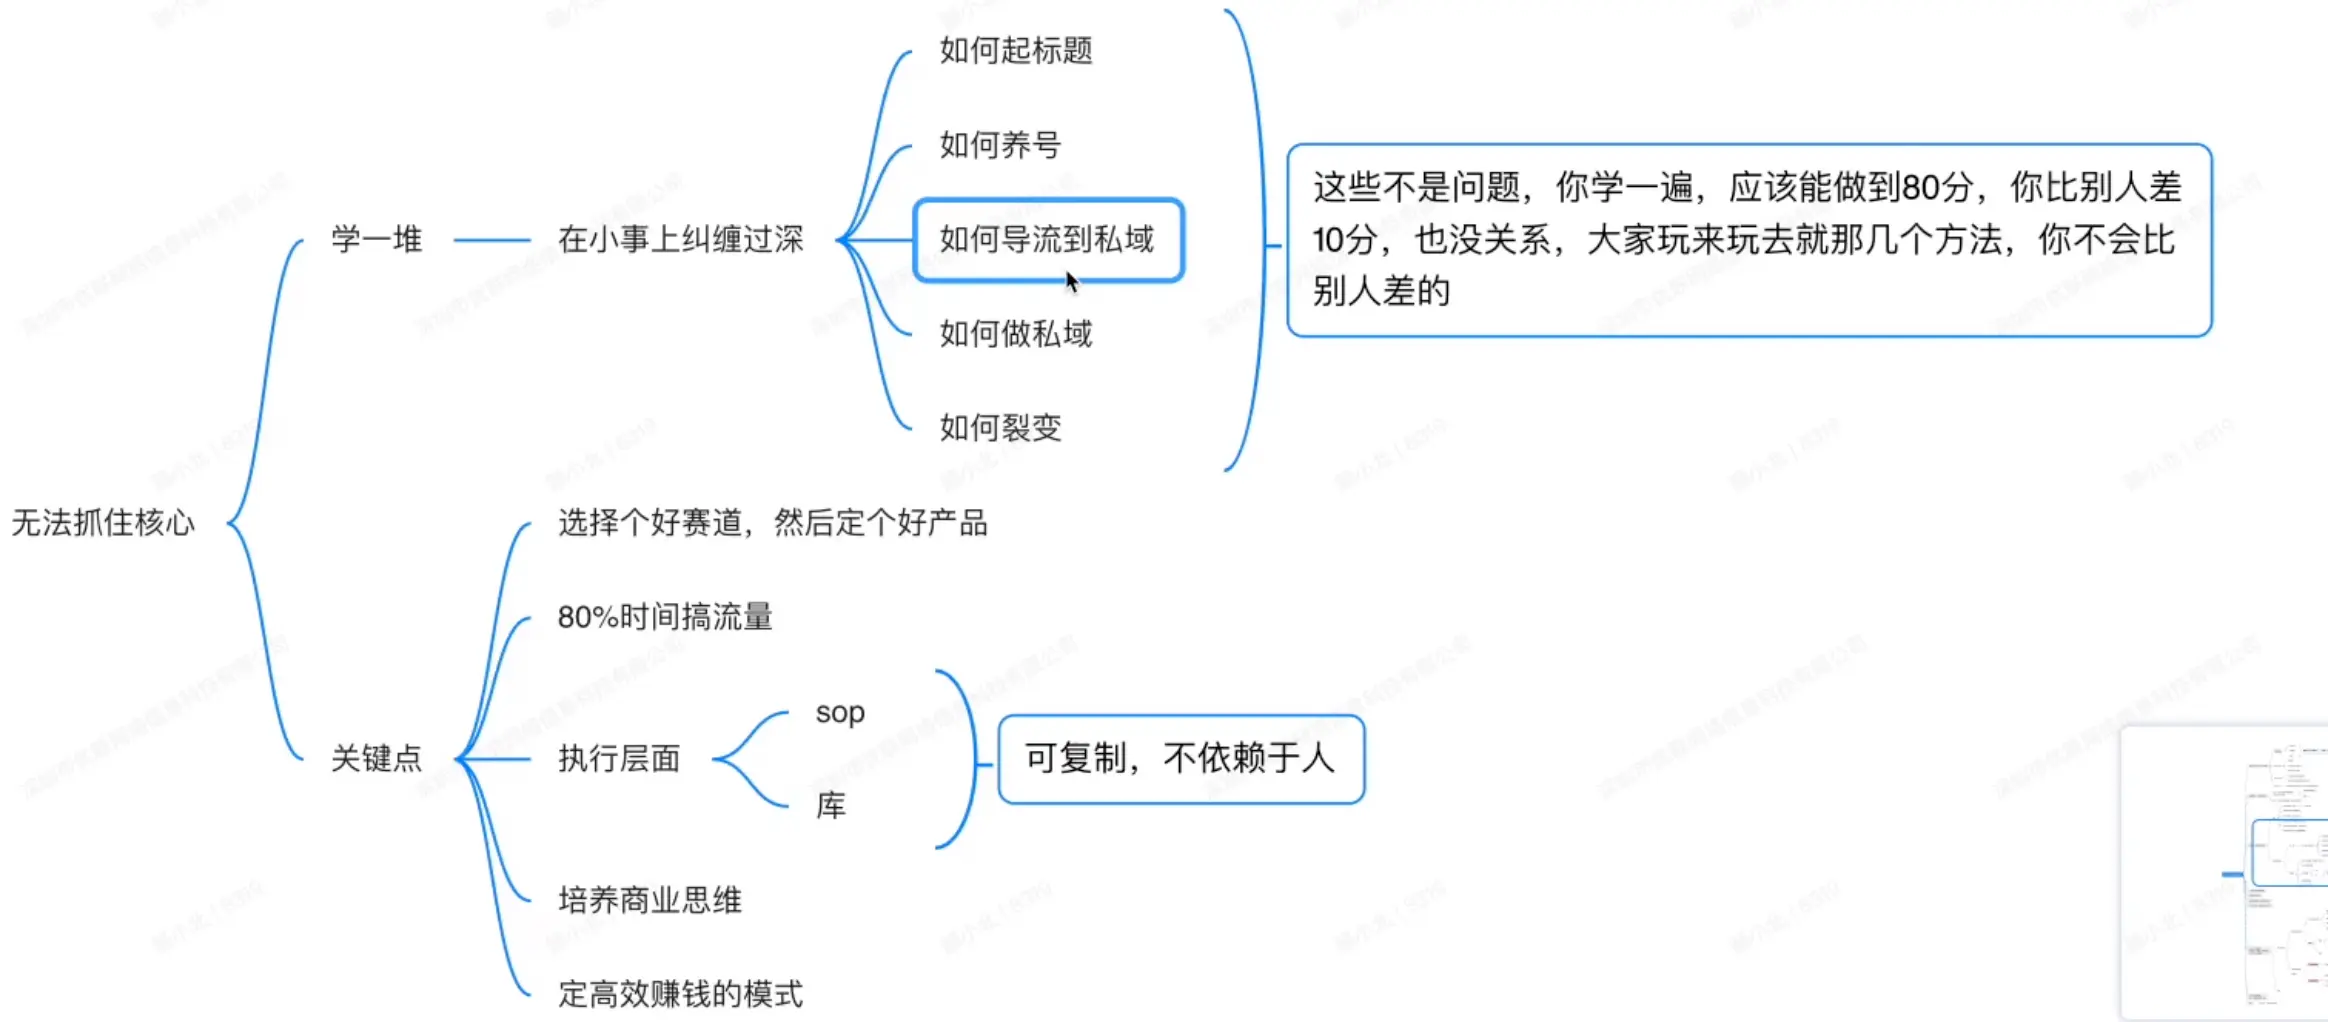 如何起标题
如何养号
学一堆
在小事上纠缠过深
如何导流到私域
如何做私域
如何裂变
这些不是问题，你学一遍，应该能做到80分，你比别人差
10分，也没关系，大家玩来玩去就那几个方法，你不会比
别人差的
无法抓住核心
选择个好赛道，然后定个好产品
80%时间搞流量
关键点
执行层面
sop
库
可复制，不依赖于人
培养商业思维
定高效赚钱的模式